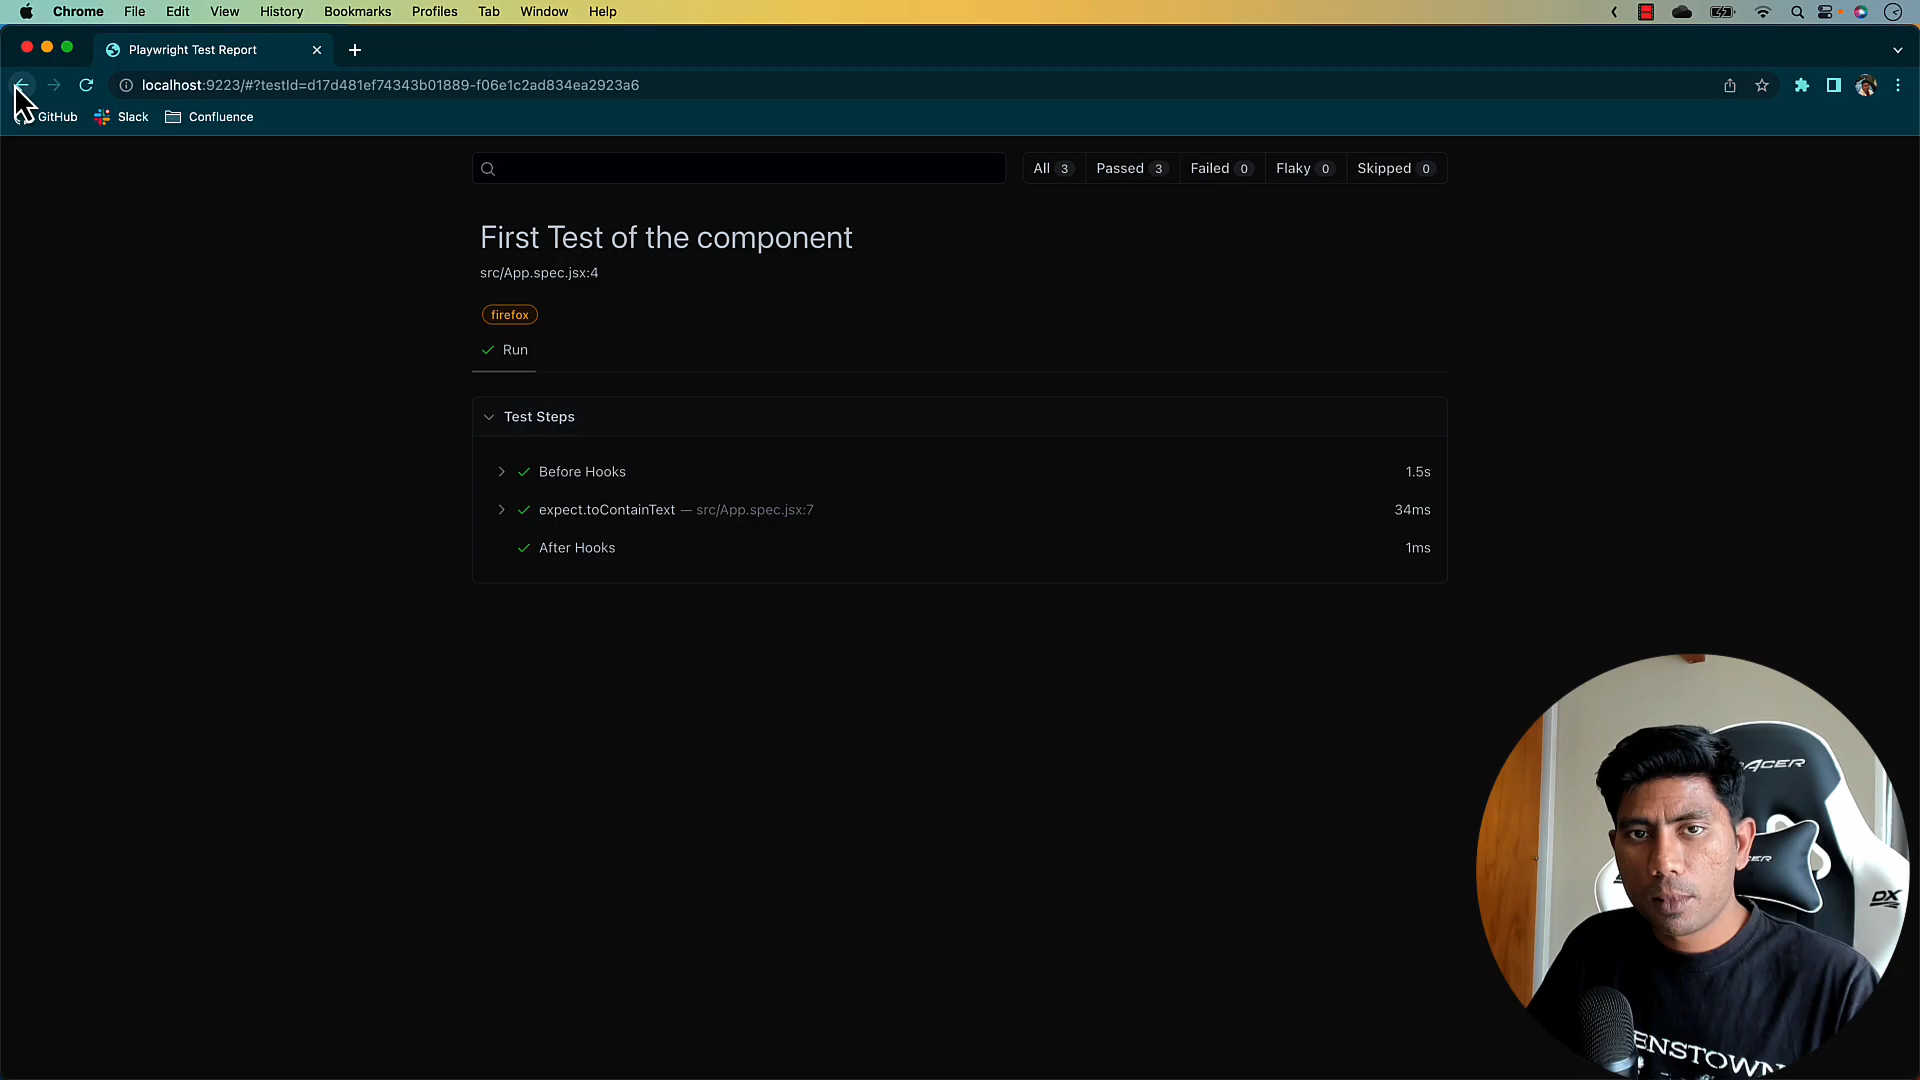 Chrome File Edit View History Bookmarks Profiles Tab Window Help
Playwright Test Report
localhost:9223/#?testId=d17d481ef74343b01889-f06e1c2ad834ea2923a6
GitHub Slack Confluence
All 3 Passed 3 Failed 0 Flaky 0 Skipped 0
First Test of the component
src/App.spec.jsx:4
firefox
Run
Test Steps
Before Hooks 1.5s
expect.toContainText — src/App.spec.jsx:7 34ms
After Hooks 1ms
DX
ENSTOWN